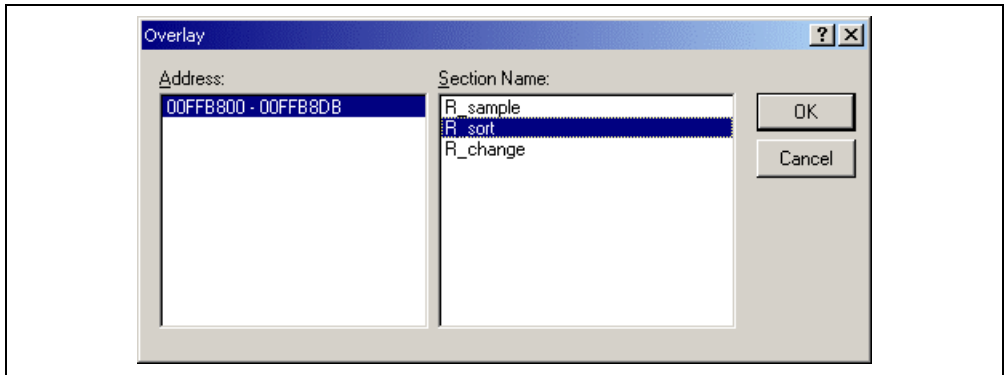 Overlay
Address:
00FFB800 - 00FFB8DB
Section Name:
R_sample
R_sort
R_change
OK
Cancel